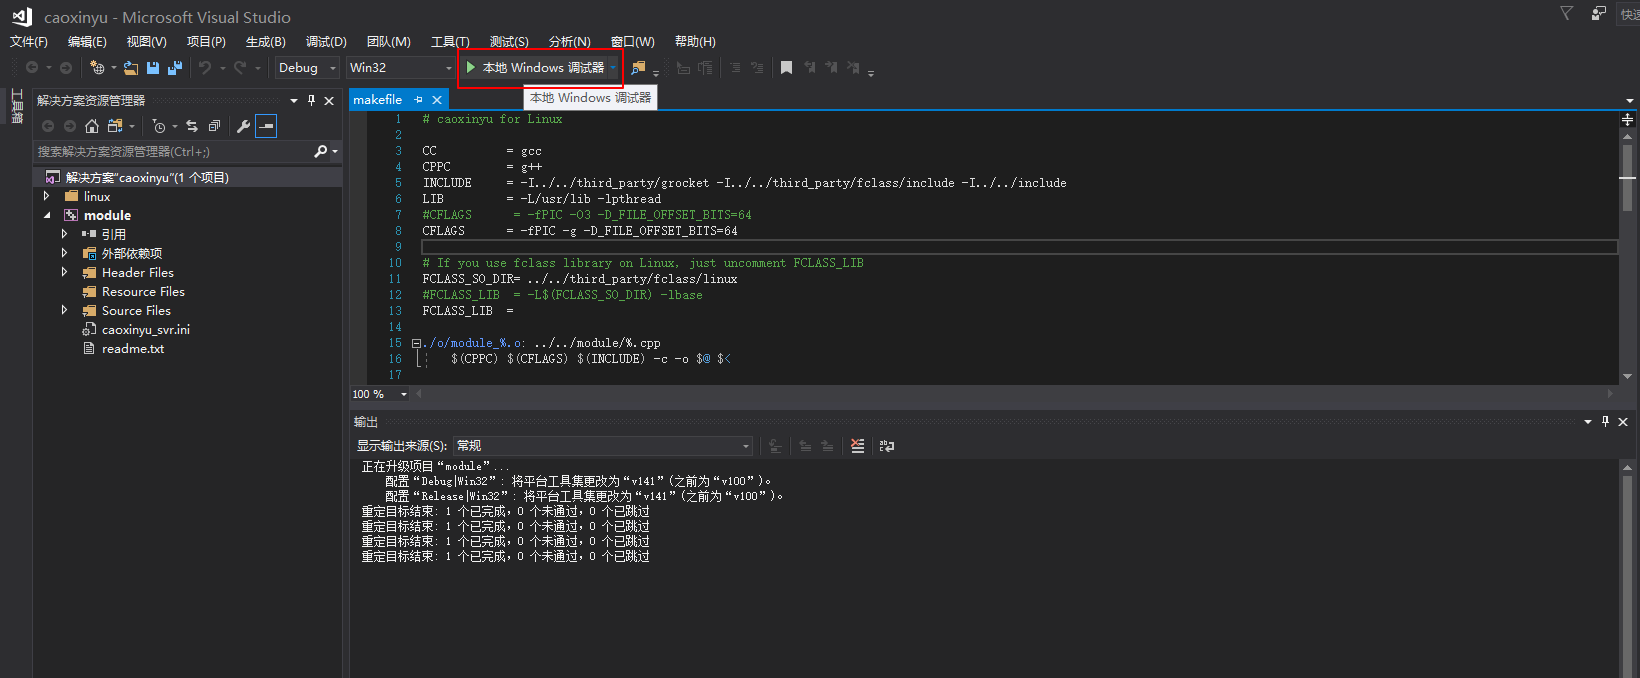 caoxinyu - Microsoft Visual Studio
快速
文件(F) 编辑(E) 视图(V) 项目(P) 生成(B) 调试(D) 团队(M) 工具(T) 测试(S) 分析(N) 窗口(W) 帮助(H)
Debug Win32 本地 Windows 调试器
本地 Windows 调试器
工具箱
解决方案资源管理器
搜索解决方案资源管理器(Ctrl+;)
解决方案"caoxinyu"(1 个项目)
linux
module
引用
外部依赖项
Header Files
Resource Files
Source Files
caoxinyu_svr.ini
readme.txt
makefile
1 # caoxinyu for Linux
2
3 CC = gcc
4 CPPC = g++
5 INCLUDE = -I../../third_party/grocket -I../../third_party/fclass/include -I../../include
6 LIB = -L/usr/lib -lpthread
7 #CFLAGS = -fPIC -O3 -D_FILE_OFFSET_BITS=64
8 CFLAGS = -fPIC -g -D_FILE_OFFSET_BITS=64
9
10 # If you use fclass library on Linux, just uncomment FCLASS_LIB
11 FCLASS_SO_DIR= ../../third_party/fclass/linux
12 #FCLASS_LIB = -L$(FCLASS_SO_DIR) -lbase
13 FCLASS_LIB =
14
15 ./o/module_%.o: ../../module/%.cpp
16 $(CPPC) $(CFLAGS) $(INCLUDE) -c -o $@ $<
17
100 %
输出
显示输出来源(S): 常规
正在升级项目“module”...
配置“Debug|Win32”: 将平台工具集更改为“v141”(之前为“v100”)。
配置“Release|Win32”: 将平台工具集更改为“v141”(之前为“v100”)。
重定目标结束: 1 个已完成，0 个未通过，0 个已跳过
重定目标结束: 1 个已完成，0 个未通过，0 个已跳过
重定目标结束: 1 个已完成，0 个未通过，0 个已跳过
重定目标结束: 1 个已完成，0 个未通过，0 个已跳过